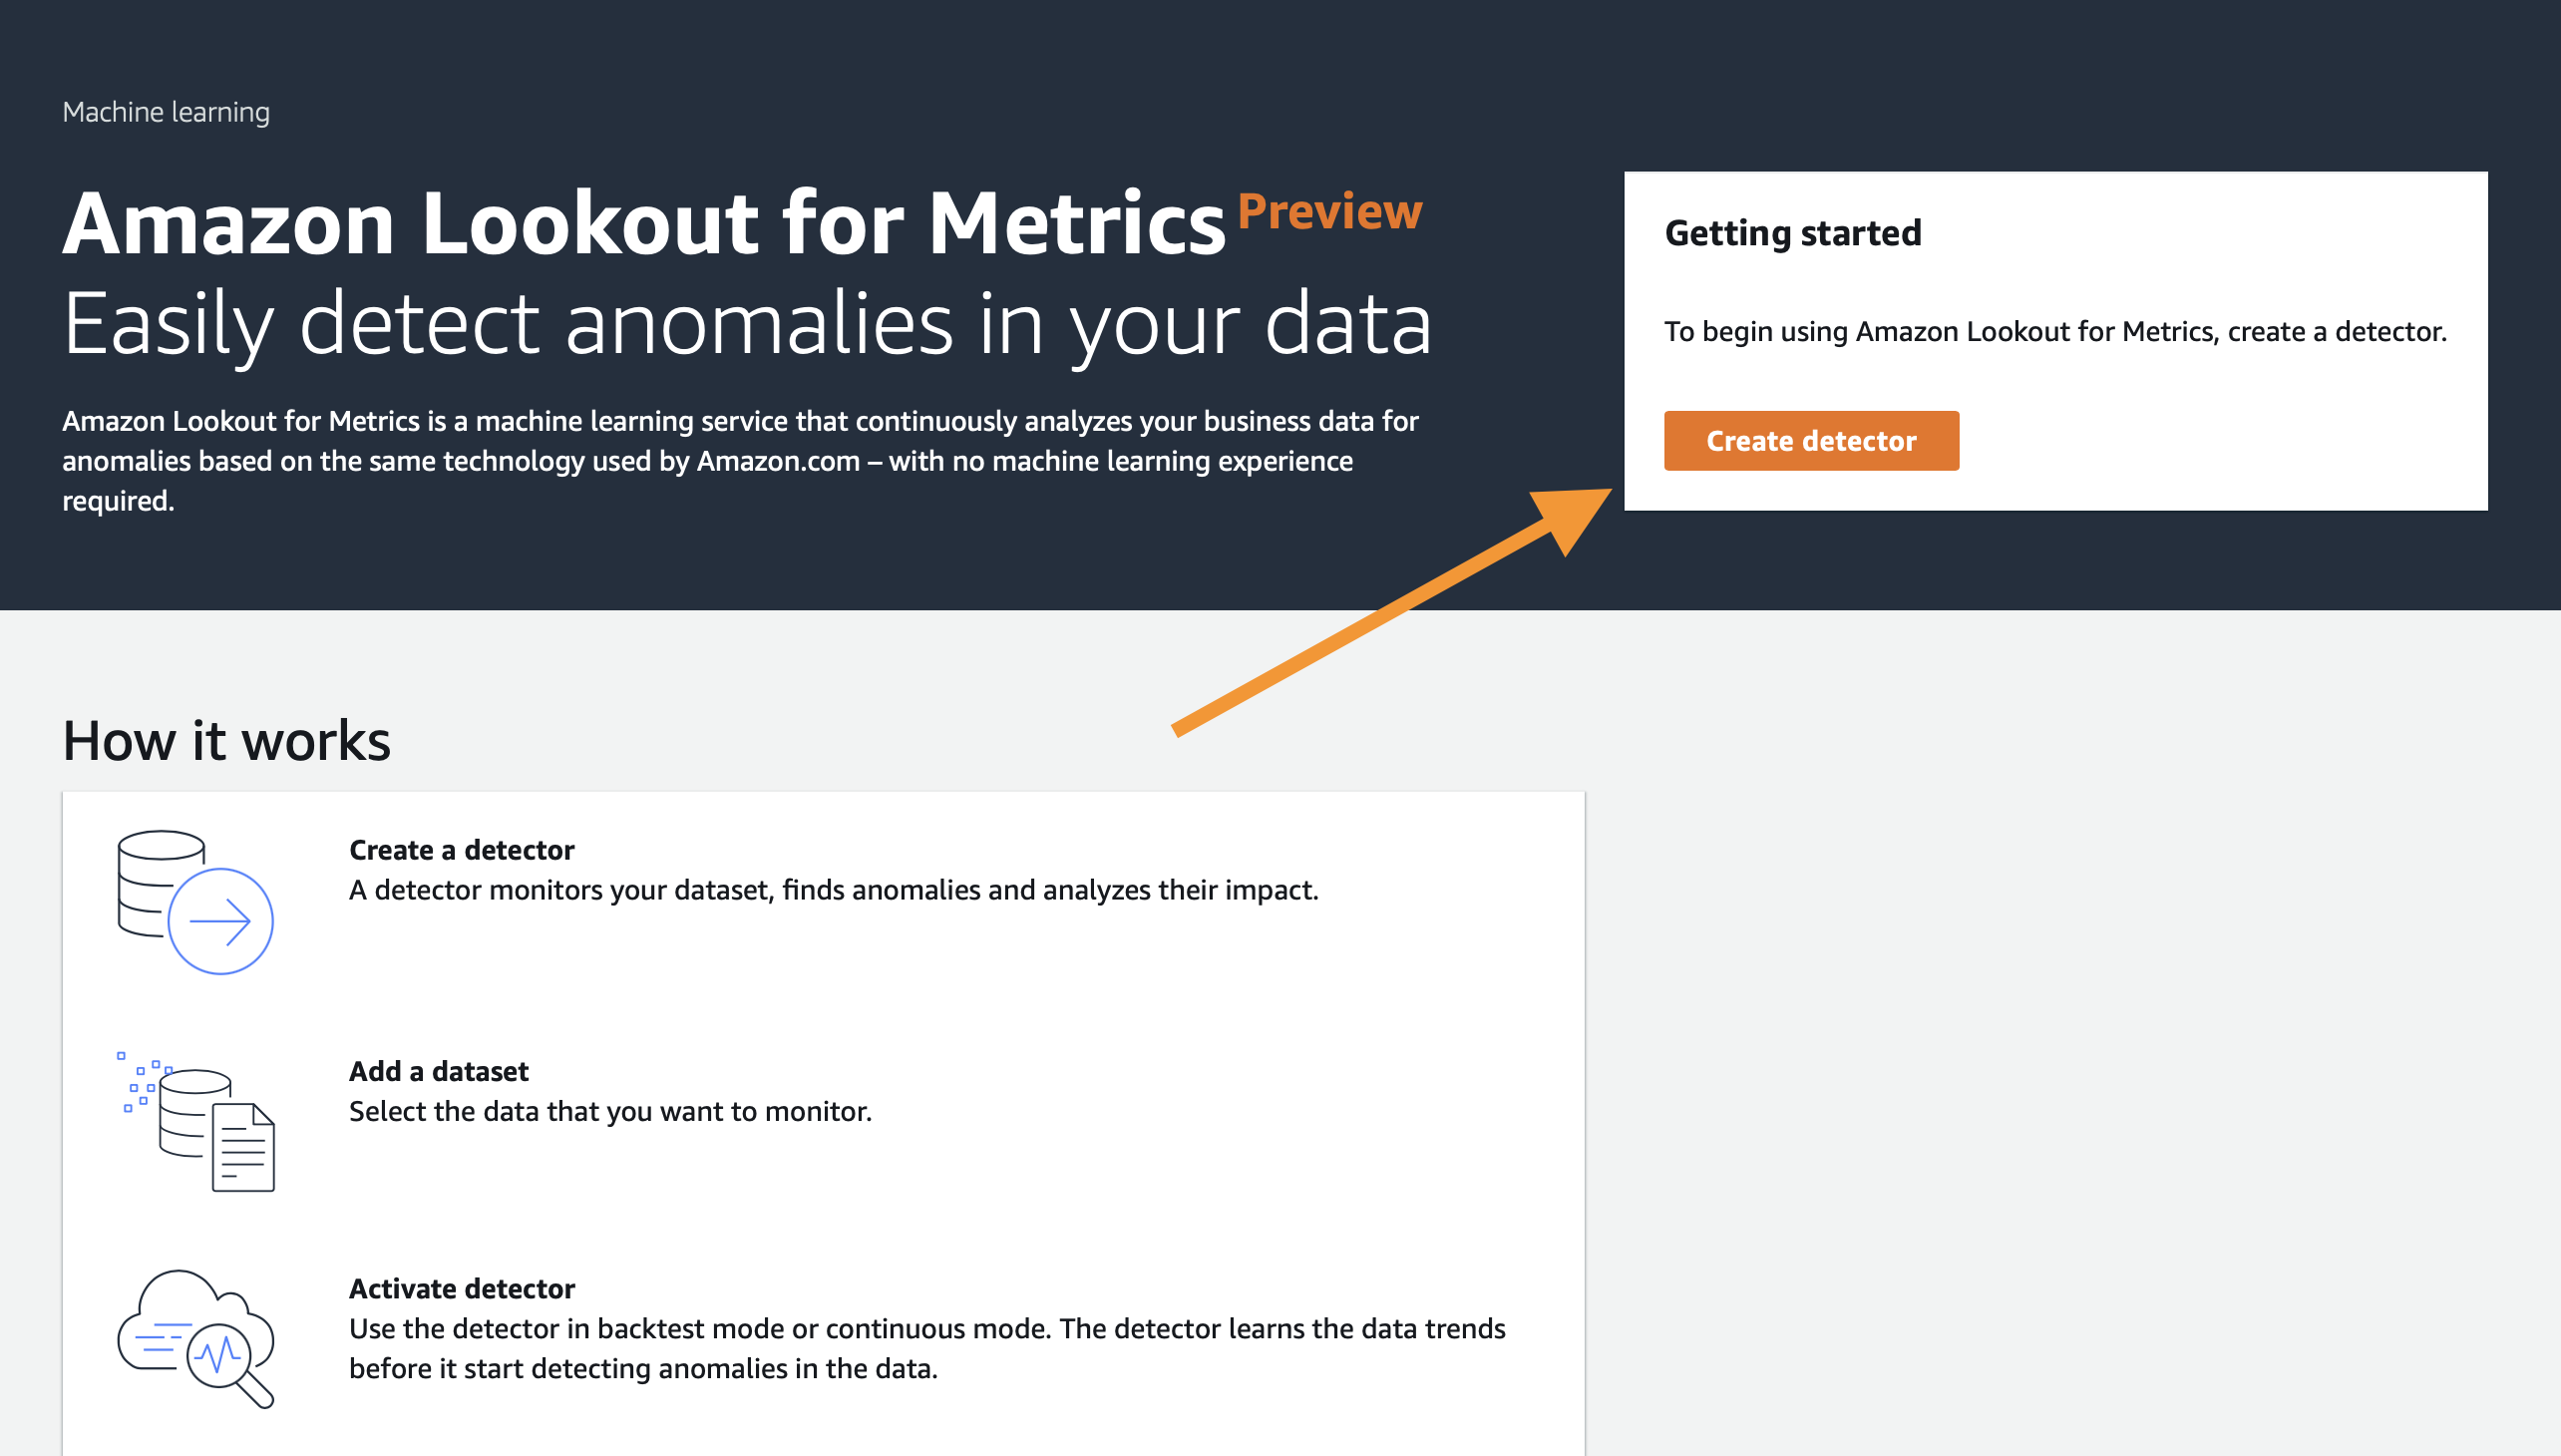 Machine learning
Amazon Lookout for Metrics Preview
Easily detect anomalies in your data
Amazon Lookout for Metrics is a machine learning service that continuously analyzes your business data for
anomalies based on the same technology used by Amazon.com – with no machine learning experience
required.
Getting started
To begin using Amazon Lookout for Metrics, create a detector.
Create detector
How it works
Create a detector
A detector monitors your dataset, finds anomalies and analyzes their impact.
Add a dataset
Select the data that you want to monitor.
Activate detector
Use the detector in backtest mode or continuous mode. The detector learns the data trends
before it start detecting anomalies in the data.